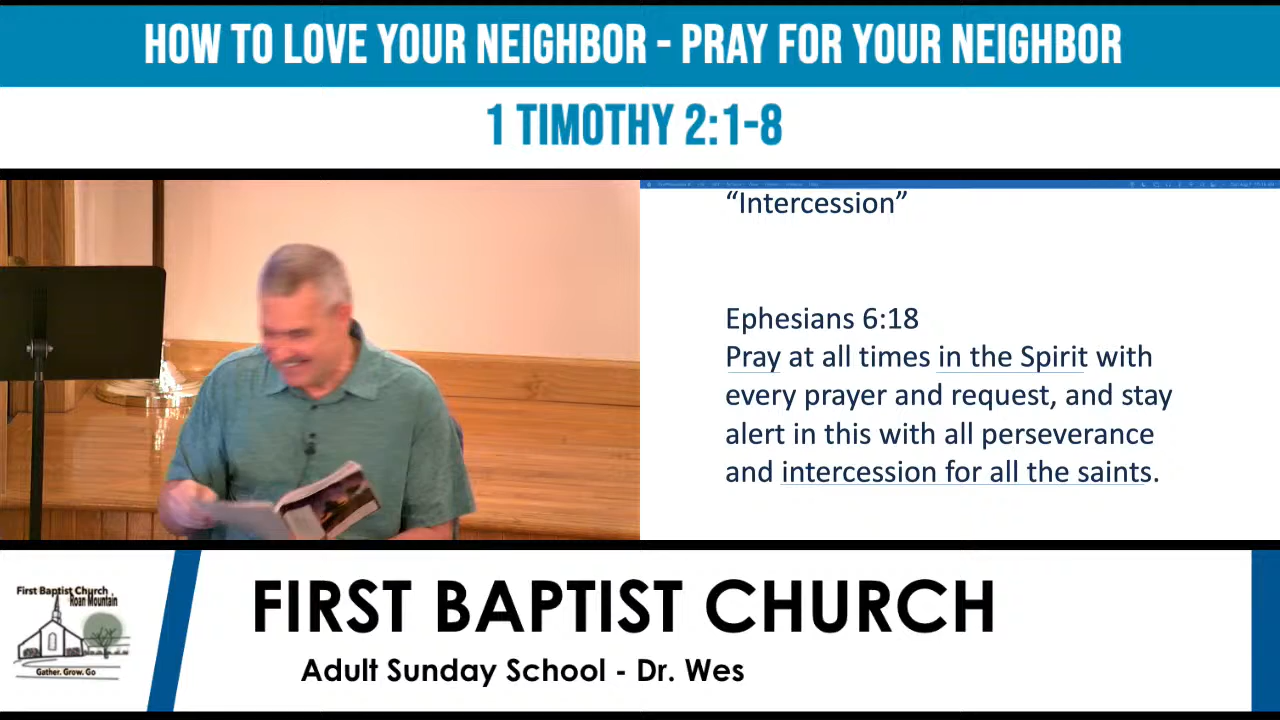 HOW TO LOVE YOUR NEIGHBOR - PRAY FOR YOUR NEIGHBOR
1 TIMOTHY 2:1-8
“Intercession”
Ephesians 6:18
Pray at all times in the Spirit with
every prayer and request, and stay
alert in this with all perseverance
and intercession for all the saints.
First Baptist Church
Roan Mountain
Gather. Grow. Go
FIRST BAPTIST CHURCH
Adult Sunday School - Dr. Wes